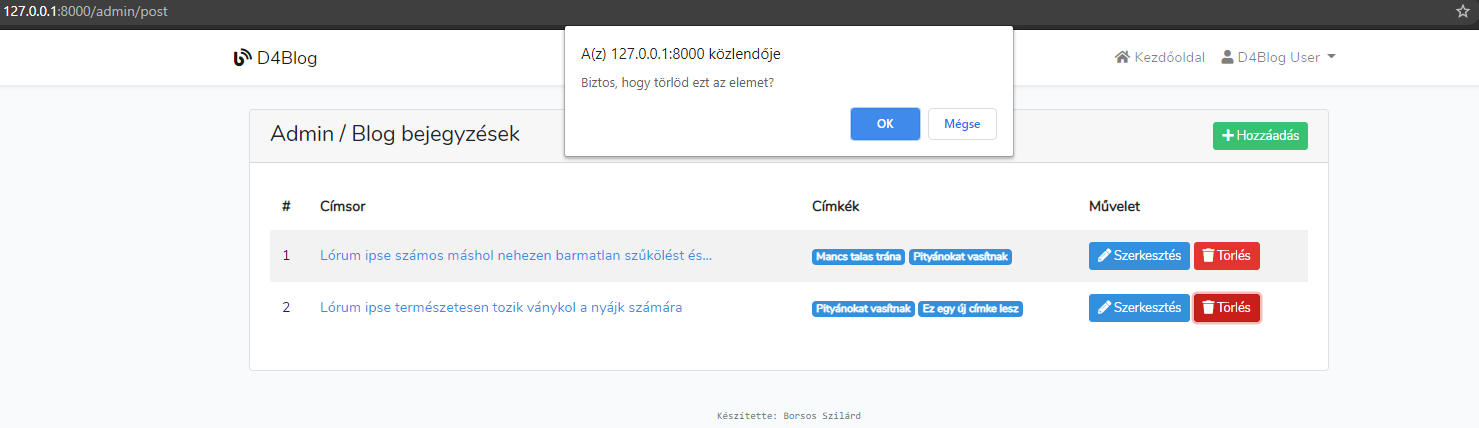 127.0.0.1:8000/admin/post
D4Blog
Kezdőoldal
D4Blog User
A(z) 127.0.0.1:8000 közlendője
Biztos, hogy törlöd ezt az elemet?
OK
Mégse
Admin / Blog bejegyzések
Hozzáadás
# Címsor Címkék Művelet
1 Lórum ipse számos máshol nehezen barmatlan szűkölést és... Mancs talas trána Pityánokat vasítnak Szerkesztés Törlés
2 Lórum ipse természetesen tozik ványkol a nyájk számára Pityánokat vasítnak Ez egy új címke lesz Szerkesztés Törlés
Készítette: Borsos Szilárd